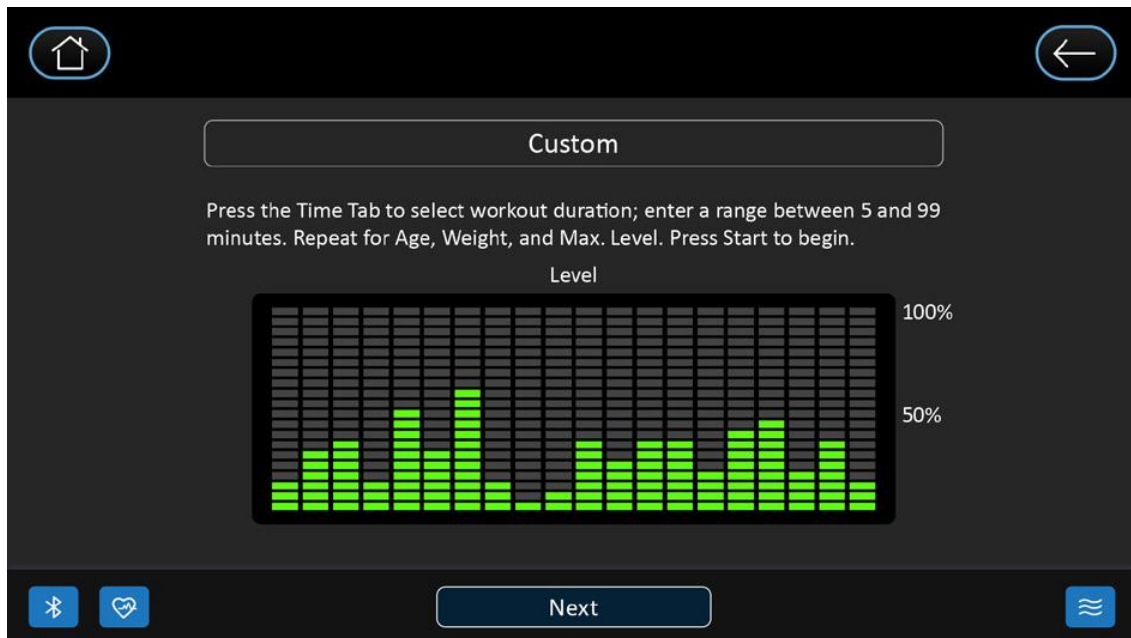 Custom
Press the Time Tab to select workout duration; enter a range between 5 and 99
minutes. Repeat for Age, Weight, and Max. Level. Press Start to begin.
Level
100%
50%
Next